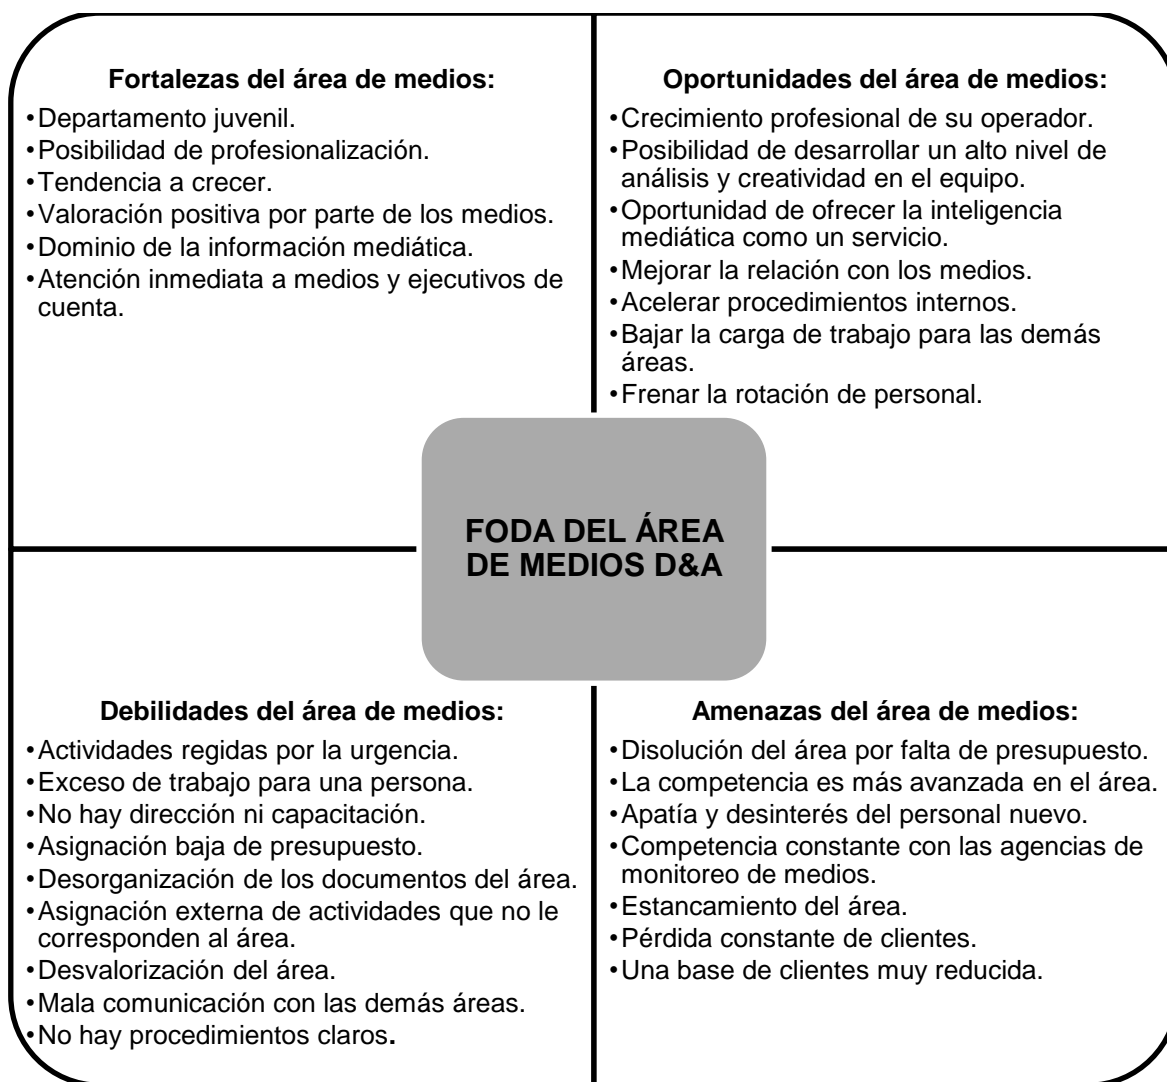 Fortalezas del área de medios:
•Departamento juvenil.
•Posibilidad de profesionalización.
•Tendencia a crecer.
•Valoración positiva por parte de los medios.
•Dominio de la información mediática.
•Atención inmediata a medios y ejecutivos de
cuenta.
Oportunidades del área de medios:
•Crecimiento profesional de su operador.
•Posibilidad de desarrollar un alto nivel de
análisis y creatividad en el equipo.
•Oportunidad de ofrecer la inteligencia
mediática como un servicio.
•Mejorar la relación con los medios.
•Acelerar procedimientos internos.
•Bajar la carga de trabajo para las demás
áreas.
•Frenar la rotación de personal.
FODA DEL ÁREA
DE MEDIOS D&A
Debilidades del área de medios:
•Actividades regidas por la urgencia.
•Exceso de trabajo para una persona.
•No hay dirección ni capacitación.
•Asignación baja de presupuesto.
•Desorganización de los documentos del área.
•Asignación externa de actividades que no le
corresponden al área.
•Desvalorización del área.
•Mala comunicación con las demás áreas.
•No hay procedimientos claros.
Amenazas del área de medios:
•Disolución del área por falta de presupuesto.
•La competencia es más avanzada en el área.
•Apatía y desinterés del personal nuevo.
•Competencia constante con las agencias de
monitoreo de medios.
•Estancamiento del área.
•Pérdida constante de clientes.
•Una base de clientes muy reducida.